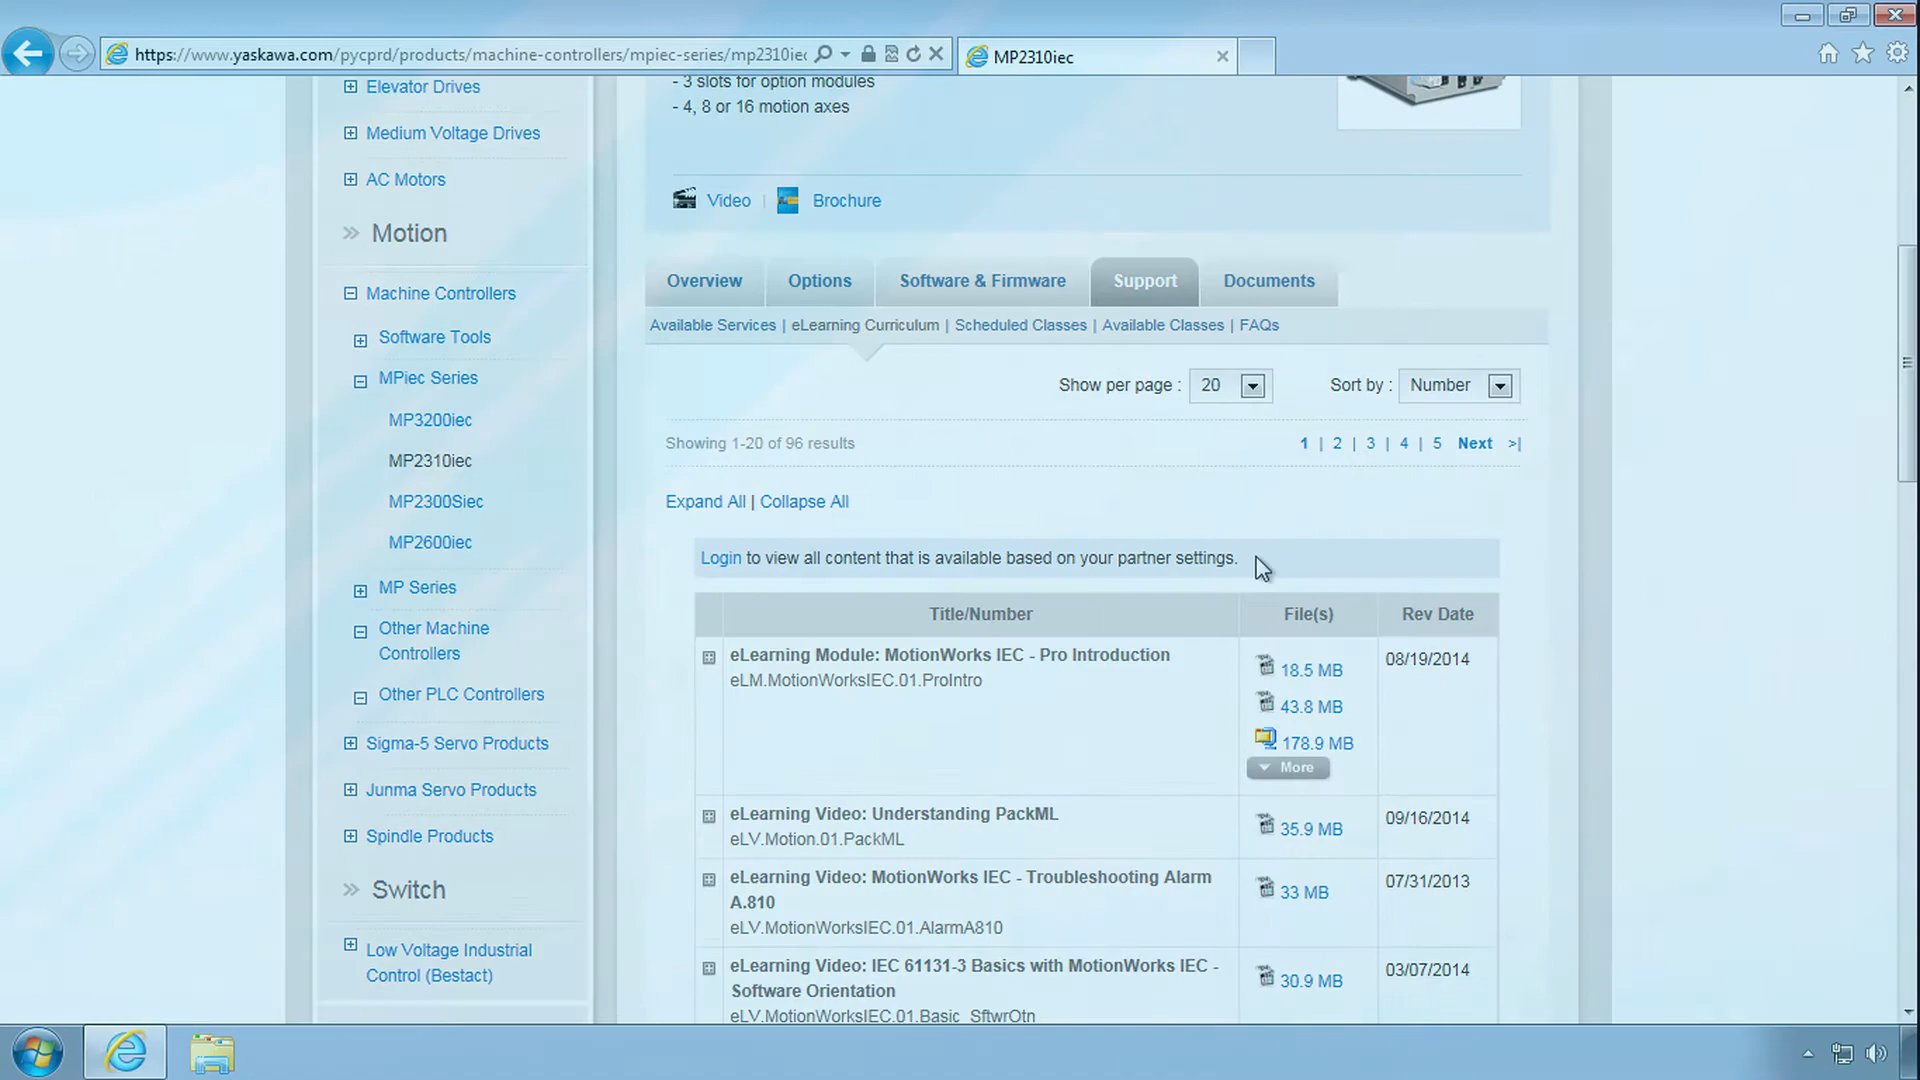 https://www.yaskawa.com/pycprd/products/machine-controllers/mpiec-series/mp2310iec
MP2310iec
Elevator Drives
Medium Voltage Drives
AC Motors
Motion
Machine Controllers
Software Tools
MPiec Series
MP3200iec
MP2310iec
MP2300Siec
MP2600iec
MP Series
Other Machine
Controllers
Other PLC Controllers
Sigma-5 Servo Products
Junma Servo Products
Spindle Products
Switch
Low Voltage Industrial
Control (Bestact)
- 3 slots for option modules
- 4, 8 or 16 motion axes
Video | Brochure
Overview Options Software & Firmware Support Documents
Available Services | eLearning Curriculum | Scheduled Classes | Available Classes | FAQs
Show per page : 20 Sort by : Number
Showing 1-20 of 96 results 1 | 2 | 3 | 4 | 5 Next >|
Expand All | Collapse All
Login to view all content that is available based on your partner settings.
Title/Number File(s) Rev Date
eLearning Module: MotionWorks IEC - Pro Introduction
eLM.MotionWorksIEC.01.ProIntro
18.5 MB
43.8 MB
178.9 MB
More
08/19/2014
eLearning Video: Understanding PackML
eLV.Motion.01.PackML
35.9 MB
09/16/2014
eLearning Video: MotionWorks IEC - Troubleshooting Alarm
A.810
eLV.MotionWorksIEC.01.AlarmA810
33 MB
07/31/2013
eLearning Video: IEC 61131-3 Basics with MotionWorks IEC -
Software Orientation
eLV.MotionWorksIEC.01.Basic_SftwrOtn
30.9 MB
03/07/2014